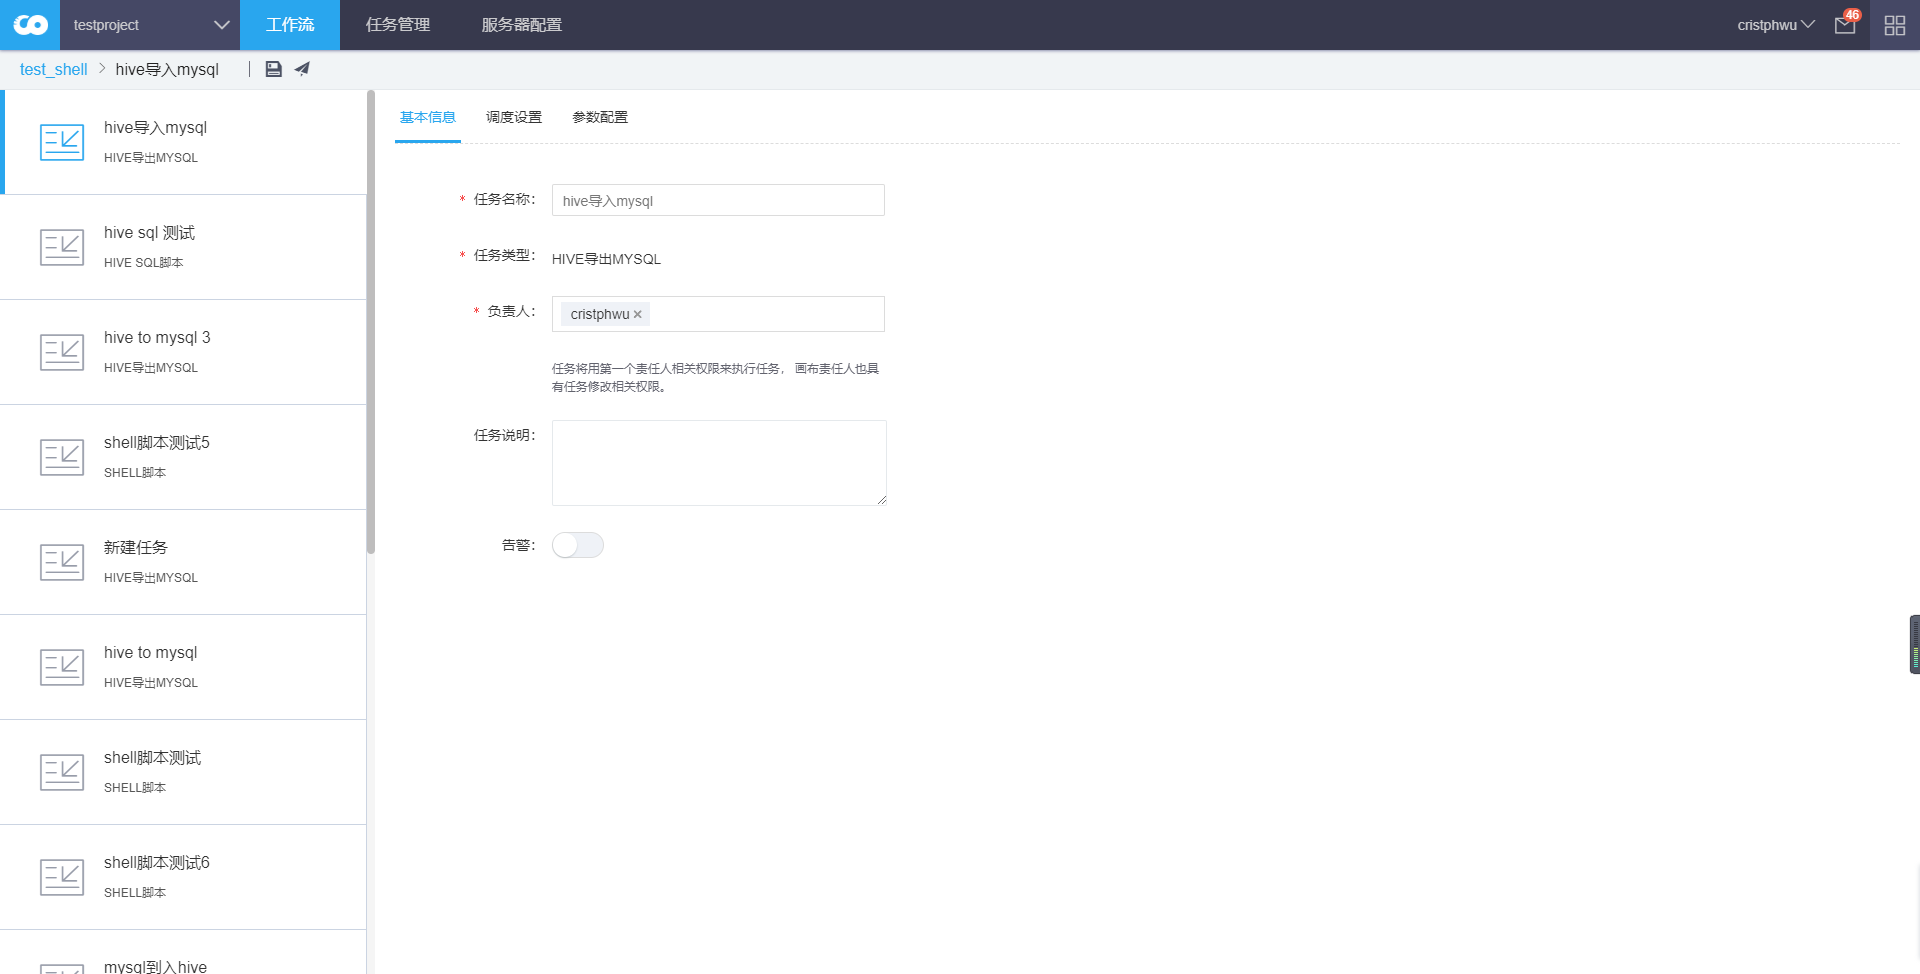 testproject
工作流
任务管理
服务器配置
cristphwu
46
test_shell > hive导入mysql
hive导入mysql
HIVE导出MYSQL
hive sql 测试
HIVE SQL脚本
hive to mysql 3
HIVE导出MYSQL
shell脚本测试5
SHELL脚本
新建任务
HIVE导出MYSQL
hive to mysql
HIVE导出MYSQL
shell脚本测试
SHELL脚本
shell脚本测试6
SHELL脚本
mysql到入hive
基本信息
调度设置
参数配置
* 任务名称： hive导入mysql
* 任务类型： HIVE导出MYSQL
* 负责人： cristphwu ×
任务将用第一个责任人相关权限来执行任务， 画布责任人也具
有任务修改相关权限。
任务说明：
告警：